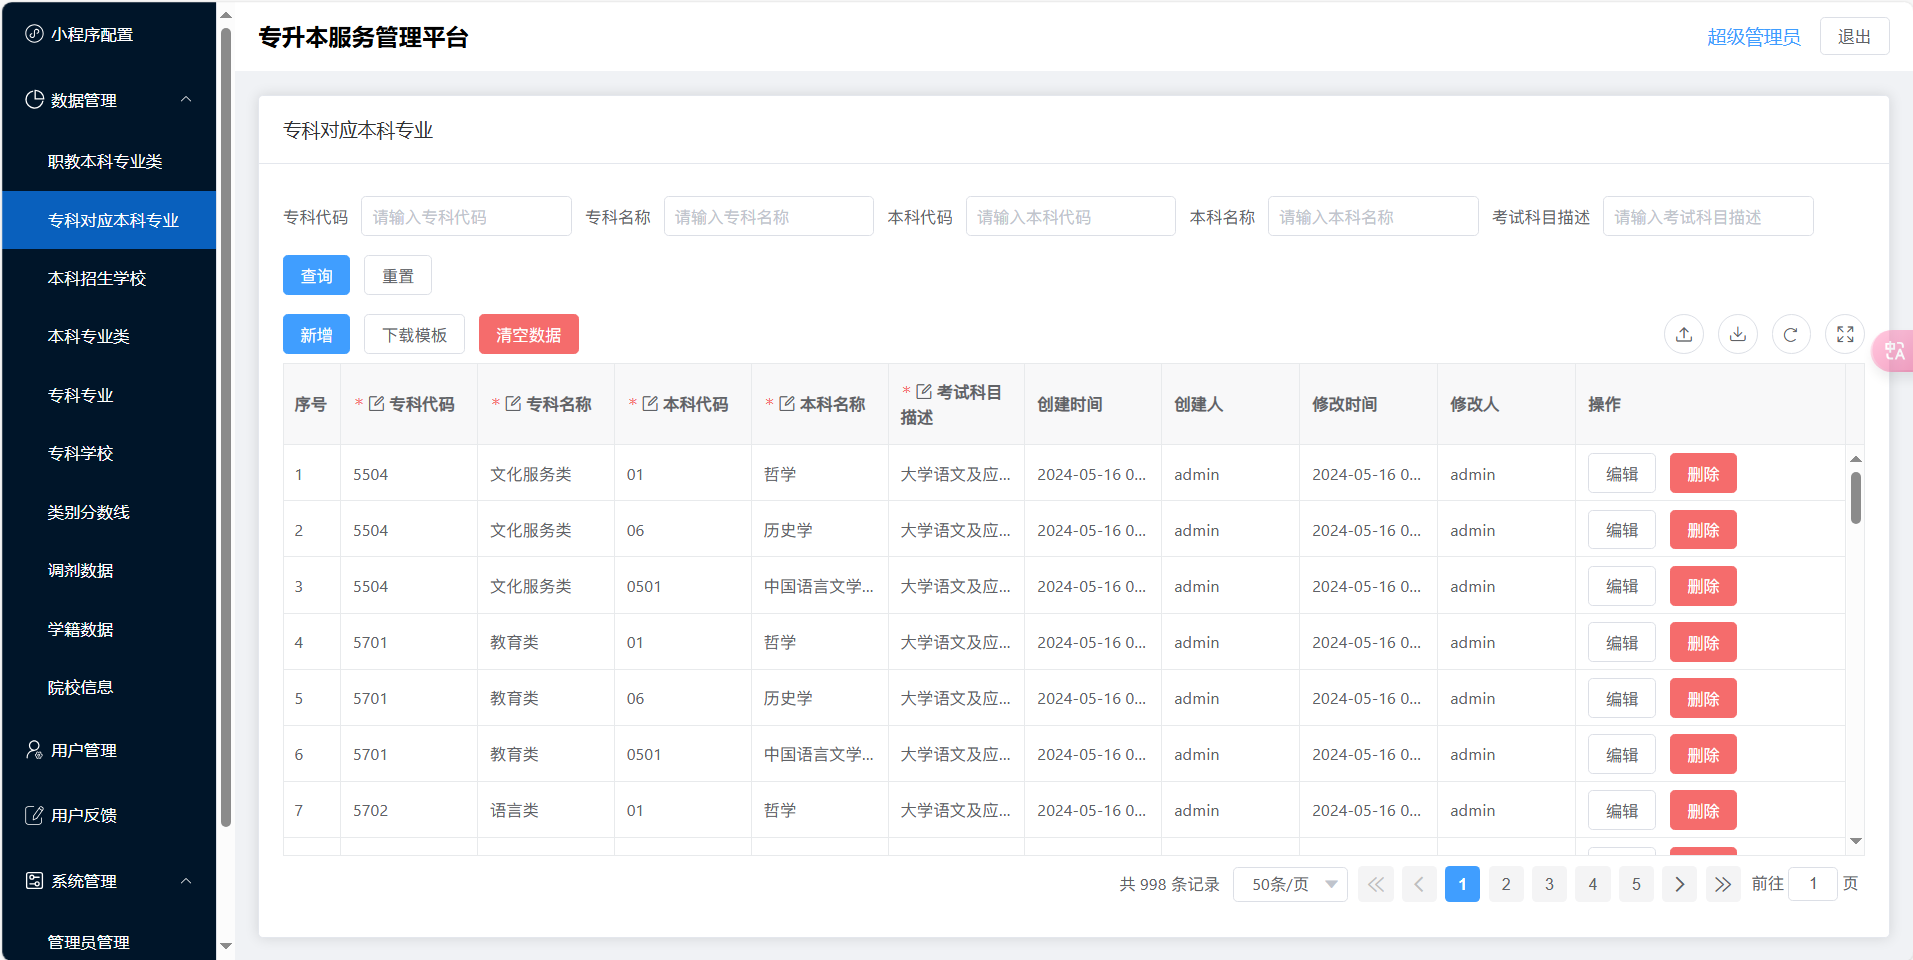 小程序配置
数据管理
职教本科专业类
专科对应本科专业
本科招生学校
本科专业类
专科专业
专科学校
类别分数线
调剂数据
学籍数据
院校信息
用户管理
用户反馈
系统管理
管理员管理
专升本服务管理平台
超级管理员 退出
专科对应本科专业
专科代码 请输入专科代码 专科名称 请输入专科名称 本科代码 请输入本科代码 本科名称 请输入本科名称 考试科目描述 请输入考试科目描述
查询 重置
新增 下载模板 清空数据
序号 * 专科代码 * 专科名称 * 本科代码 * 本科名称 * 考试科目描述 创建时间 创建人 修改时间 修改人 操作
1 5504 文化服务类 01 哲学 大学语文及应... 2024-05-16 0... admin 2024-05-16 0... admin 编辑 删除
2 5504 文化服务类 06 历史学 大学语文及应... 2024-05-16 0... admin 2024-05-16 0... admin 编辑 删除
3 5504 文化服务类 0501 中国语言文学... 大学语文及应... 2024-05-16 0... admin 2024-05-16 0... admin 编辑 删除
4 5701 教育类 01 哲学 大学语文及应... 2024-05-16 0... admin 2024-05-16 0... admin 编辑 删除
5 5701 教育类 06 历史学 大学语文及应... 2024-05-16 0... admin 2024-05-16 0... admin 编辑 删除
6 5701 教育类 0501 中国语言文学... 大学语文及应... 2024-05-16 0... admin 2024-05-16 0... admin 编辑 删除
7 5702 语言类 01 哲学 大学语文及应... 2024-05-16 0... admin 2024-05-16 0... admin 编辑 删除
共 998 条记录 50条/页 1 2 3 4 5 前往 1 页